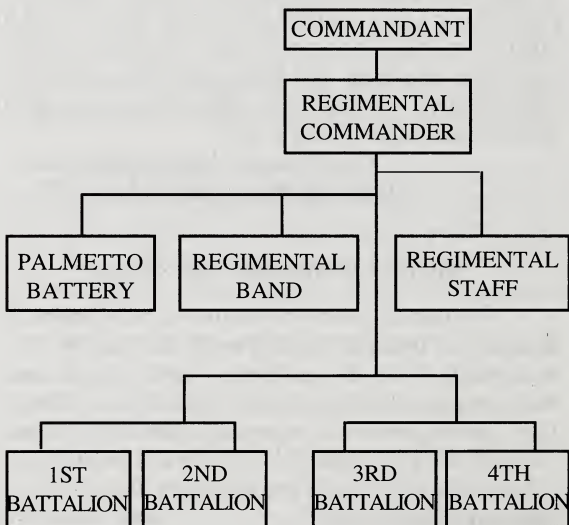 COMMANDANT
REGIMENTAL
COMMANDER
PALMETTO
BATTERY
REGIMENTAL
BAND
REGIMENTAL
STAFF
1ST
BATTALION
2ND
BATTALION
3RD
BATTALION
4TH
BATTALION